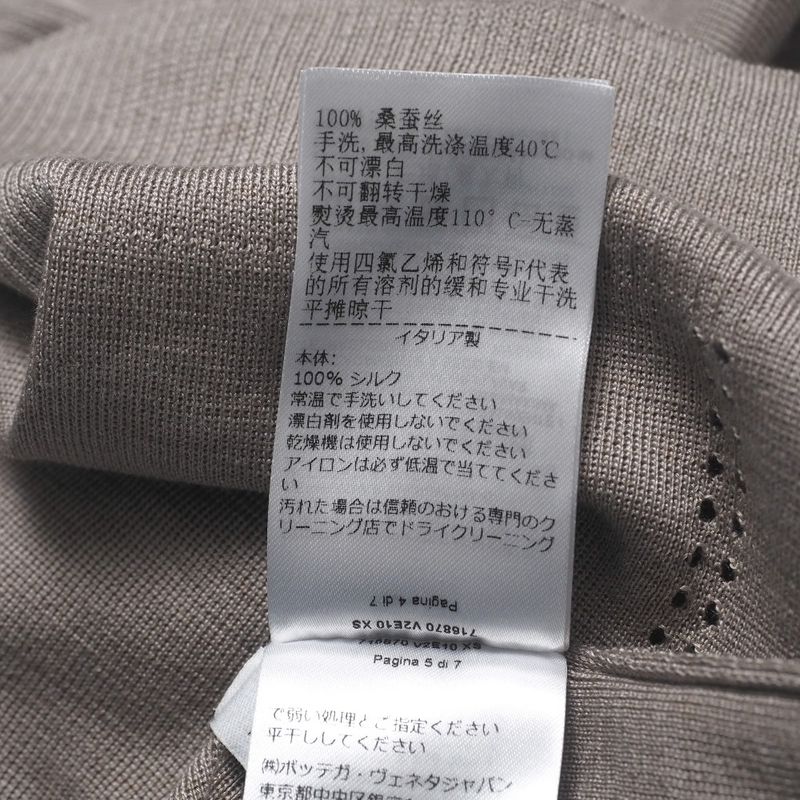 100% 桑蚕丝
手洗,最高洗涤温度40℃
不可漂白
不可翻转干燥
熨烫最高温度110° C-无蒸
汽
使用四氯乙烯和符号F代表
的所有溶剂的缓和专业干洗
平摊晾干
イタリア製
本体:
100% シルク
常温で手洗いしてください
漂白剤を使用しないでください
乾燥機は使用しないでください
アイロンは必ず低温で当ててくださ
い
汚れた場合は信頼のおける専門のク
リーニング店でドライクリーニング
Pagina 4 di 7
716870 V2E10 XS
Pagina 5 di 7
で弱い処理とご指定ください
平干ししてください
㈱ボッテガ・ヴェネタジャパン
東京都中央区銀座